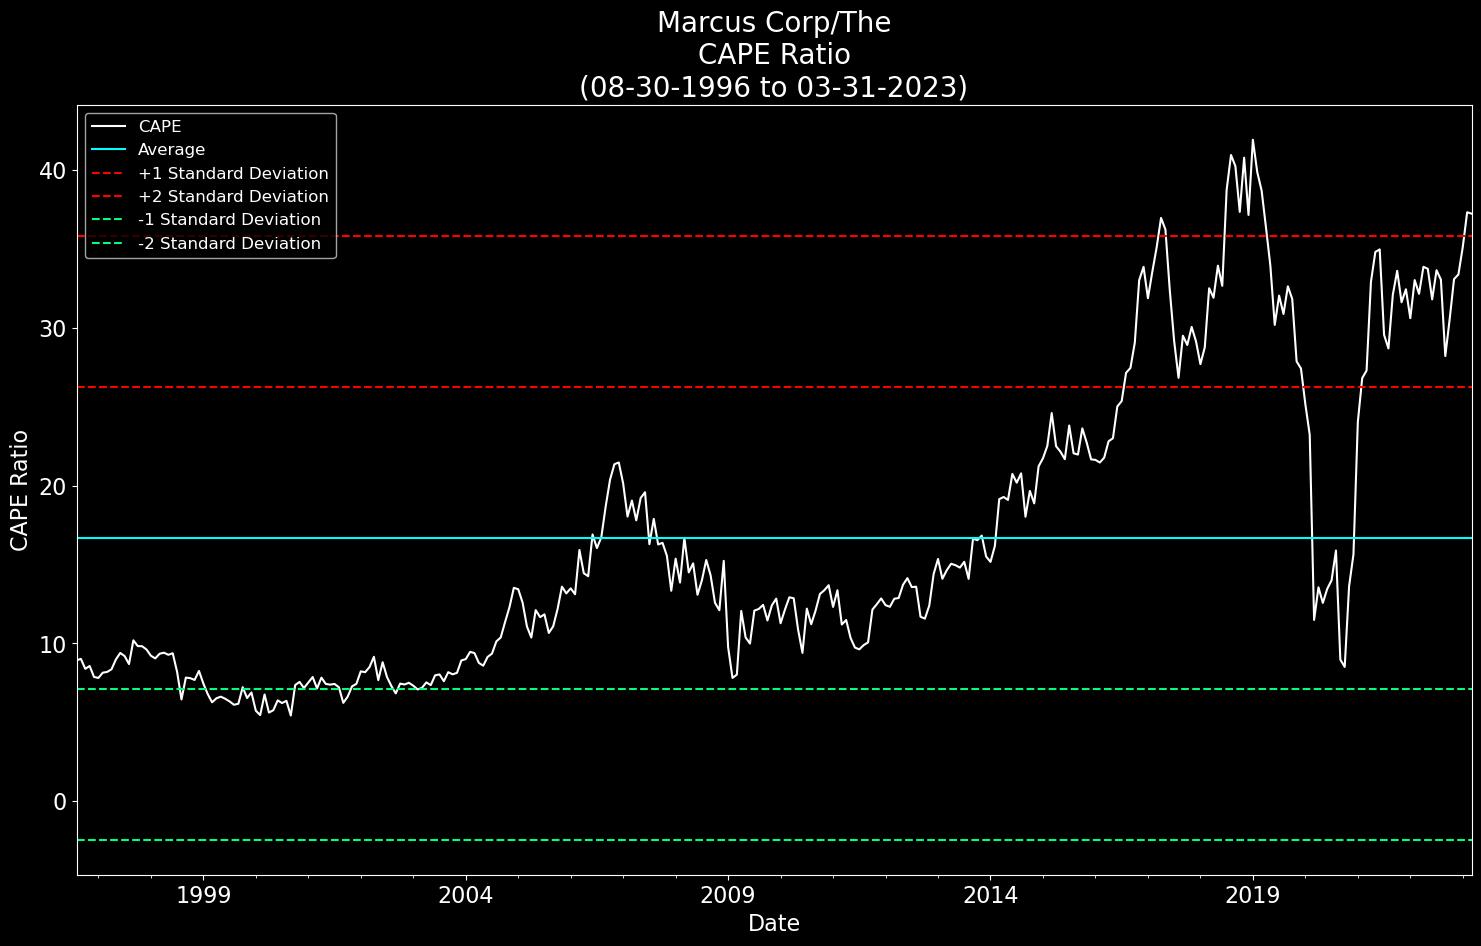 Marcus Corp/The
CAPE Ratio
(08-30-1996 to 03-31-2023)
CAPE
Average
+1 Standard Deviation
+2 Standard Deviation
-1 Standard Deviation
-2 Standard Deviation
CAPE Ratio
40
30
20
10
0
1999
2004
2009
2014
2019
Date